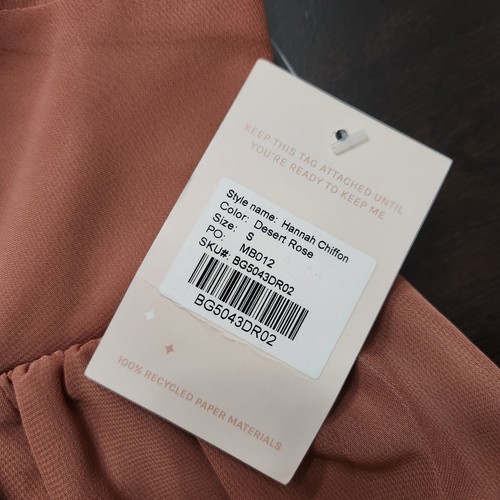 KEEP THIS TAG ATTACHED UNTIL
YOU'RE READY TO KEEP ME
Style name: Hannah Chiffon
Color: Desert Rose
Size: S
PO: MB012
SKU#: BG5043DR02
BG5043DR02
100% RECYCLED PAPER MATERIALS